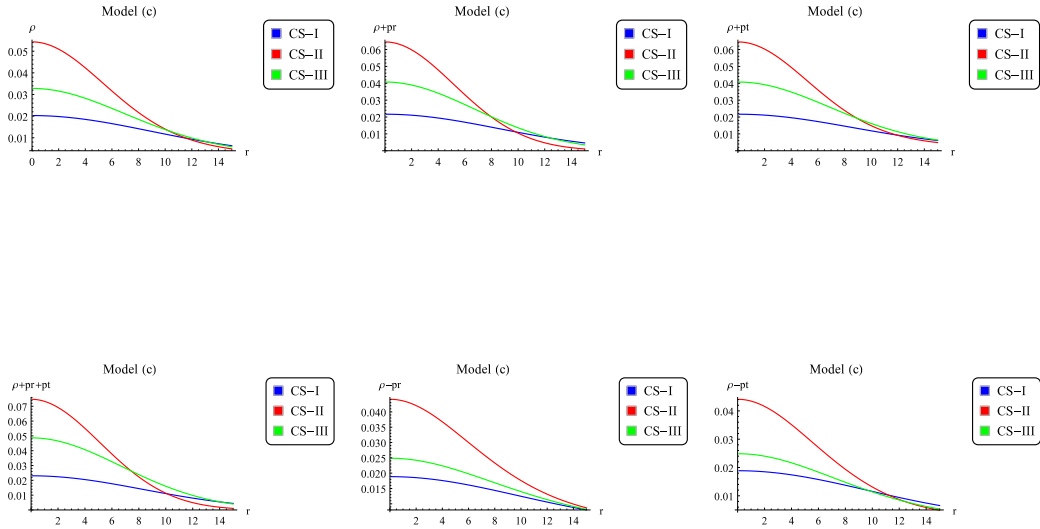 Model (c)
ρ
CS−I
CS−II
CS−III
0.05
0.04
0.03
0.02
0.01
0 2 4 6 8 10 12 14 r
Model (c)
ρ+pr
CS−I
CS−II
CS−III
0.06
0.05
0.04
0.03
0.02
0.01
2 4 6 8 10 12 14 r
Model (c)
ρ+pt
CS−I
CS−II
CS−III
0.06
0.05
0.04
0.03
0.02
0.01
2 4 6 8 10 12 14 r
Model (c)
ρ+pr+pt
CS−I
CS−II
CS−III
0.07
0.06
0.05
0.04
0.03
0.02
0.01
2 4 6 8 10 12 14 r
Model (c)
ρ−pr
CS−I
CS−II
CS−III
0.040
0.035
0.030
0.025
0.020
0.015
2 4 6 8 10 12 14 r
Model (c)
ρ−pt
CS−I
CS−II
CS−III
0.04
0.03
0.02
0.01
2 4 6 8 10 12 14 r